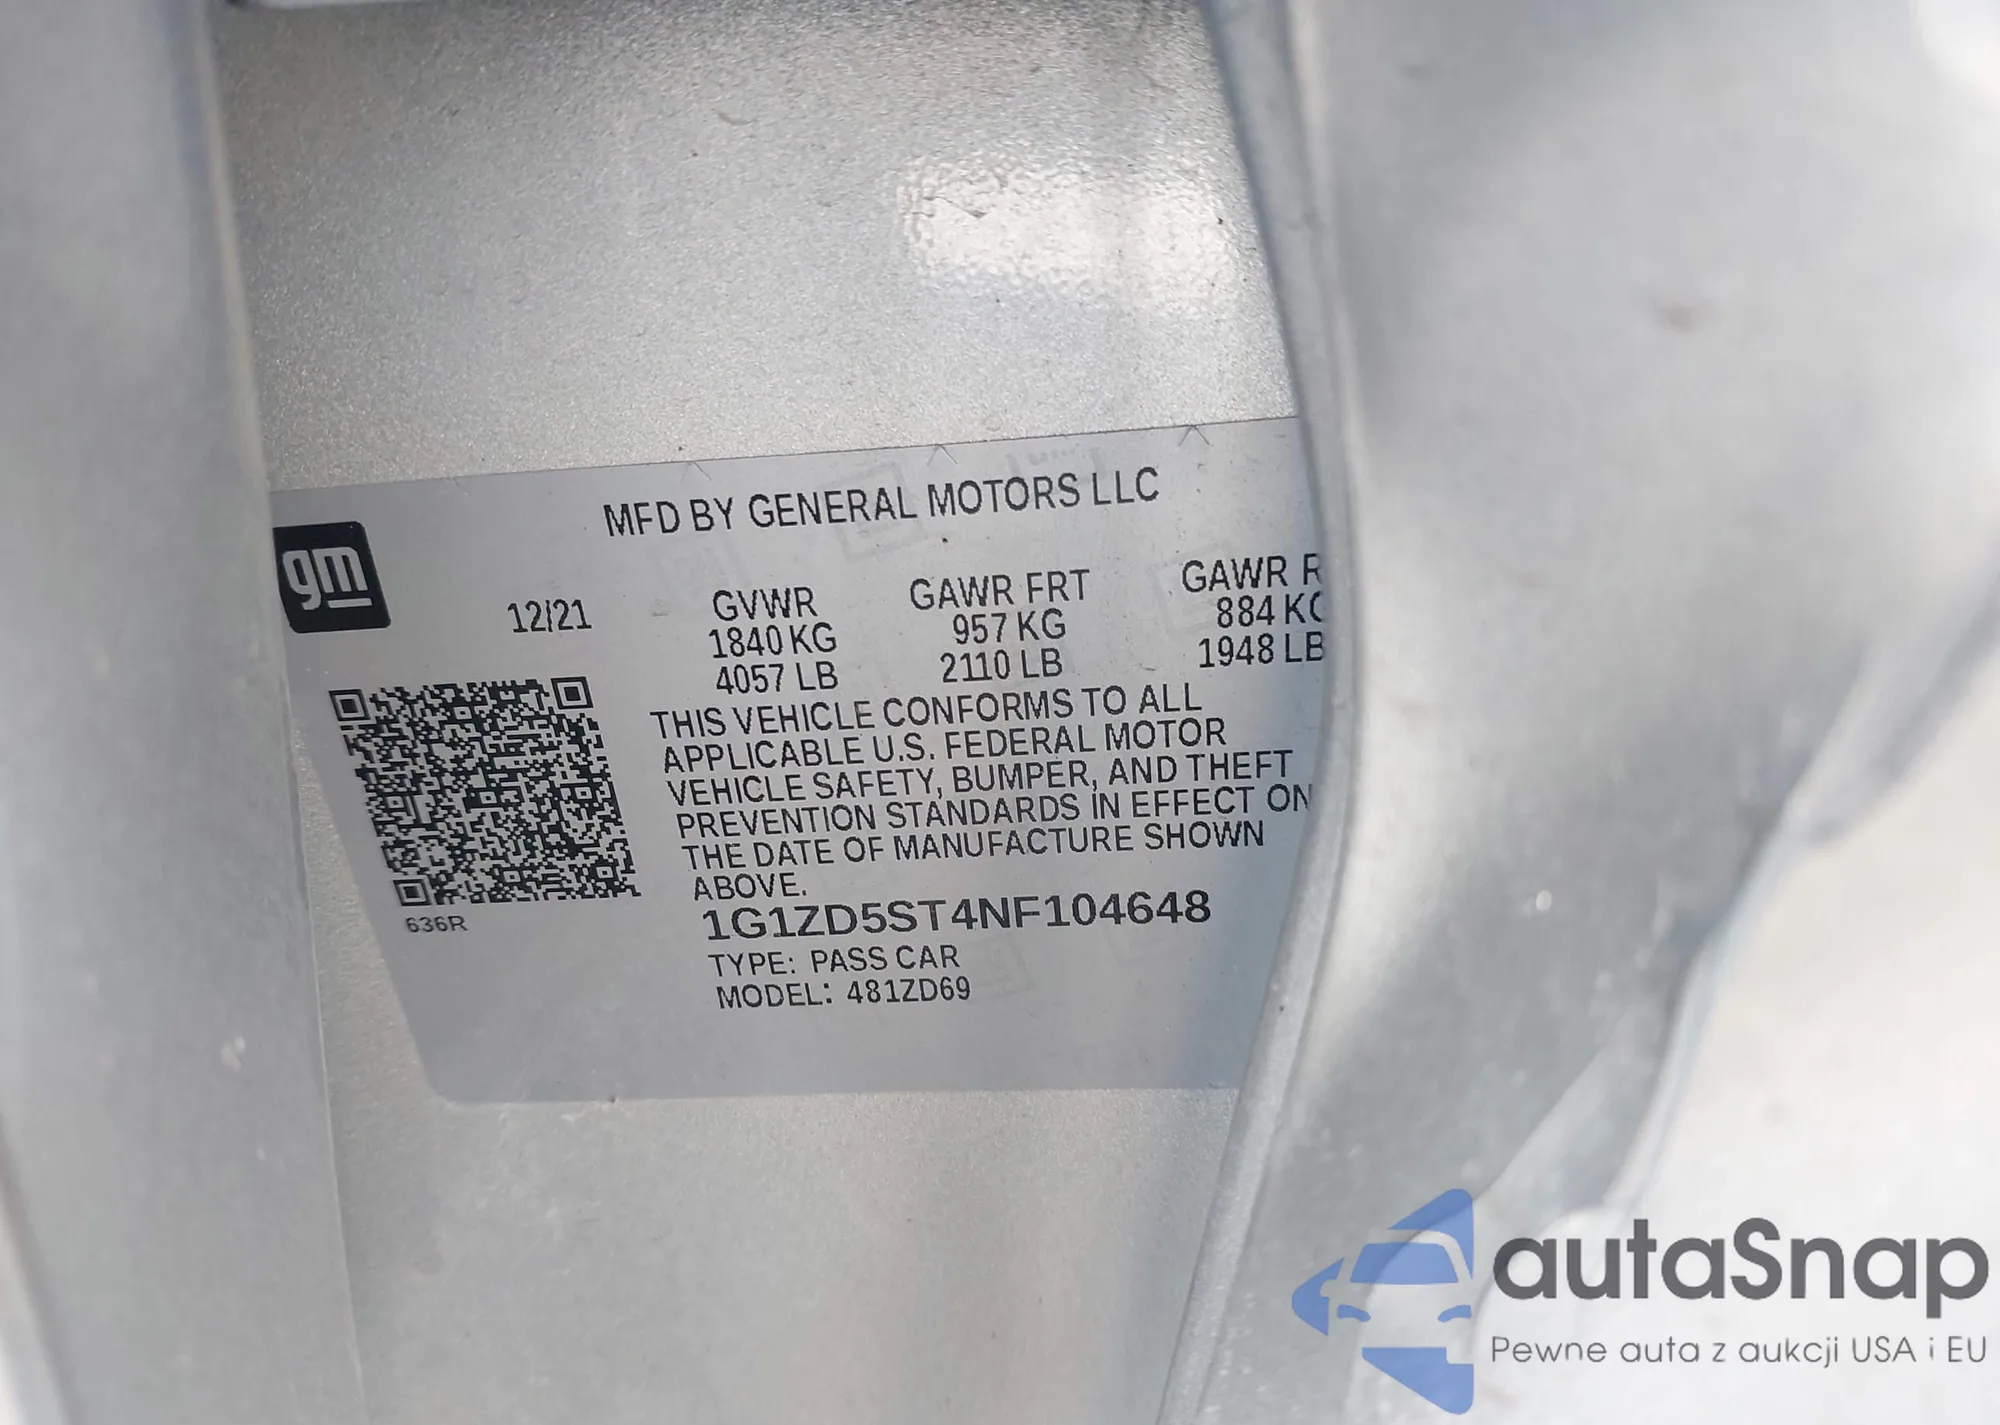 MFD BY GENERAL MOTORS LLC
gm
12/21
GVWR GAWR FRT GAWR R
1840 KG 957 KG 884 KG
4057 LB 2110 LB 1948 LB
THIS VEHICLE CONFORMS TO ALL
APPLICABLE U.S. FEDERAL MOTOR
VEHICLE SAFETY, BUMPER, AND THEFT
PREVENTION STANDARDS IN EFFECT ON
THE DATE OF MANUFACTURE SHOWN
ABOVE.
636R
1G1ZD5ST4NF104648
TYPE: PASS CAR
MODEL: 481ZD69
autaSnap
Pewne auta z aukcji USA i EU